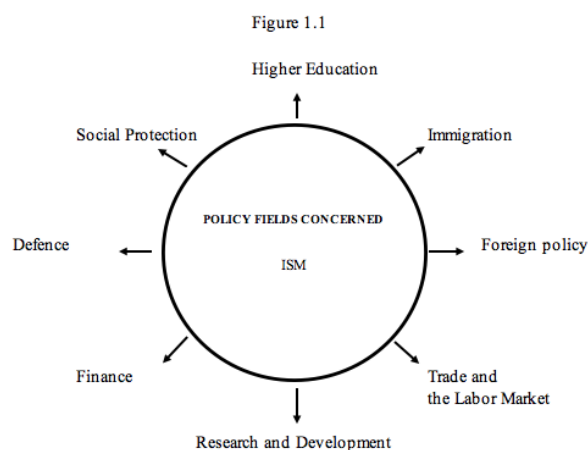 Figure 1.1
Higher Education
Social Protection
Immigration
POLICY FIELDS CONCERNED
Defence
Foreign policy
ISM
Finance
Trade and
the Labor Market
Research and Development